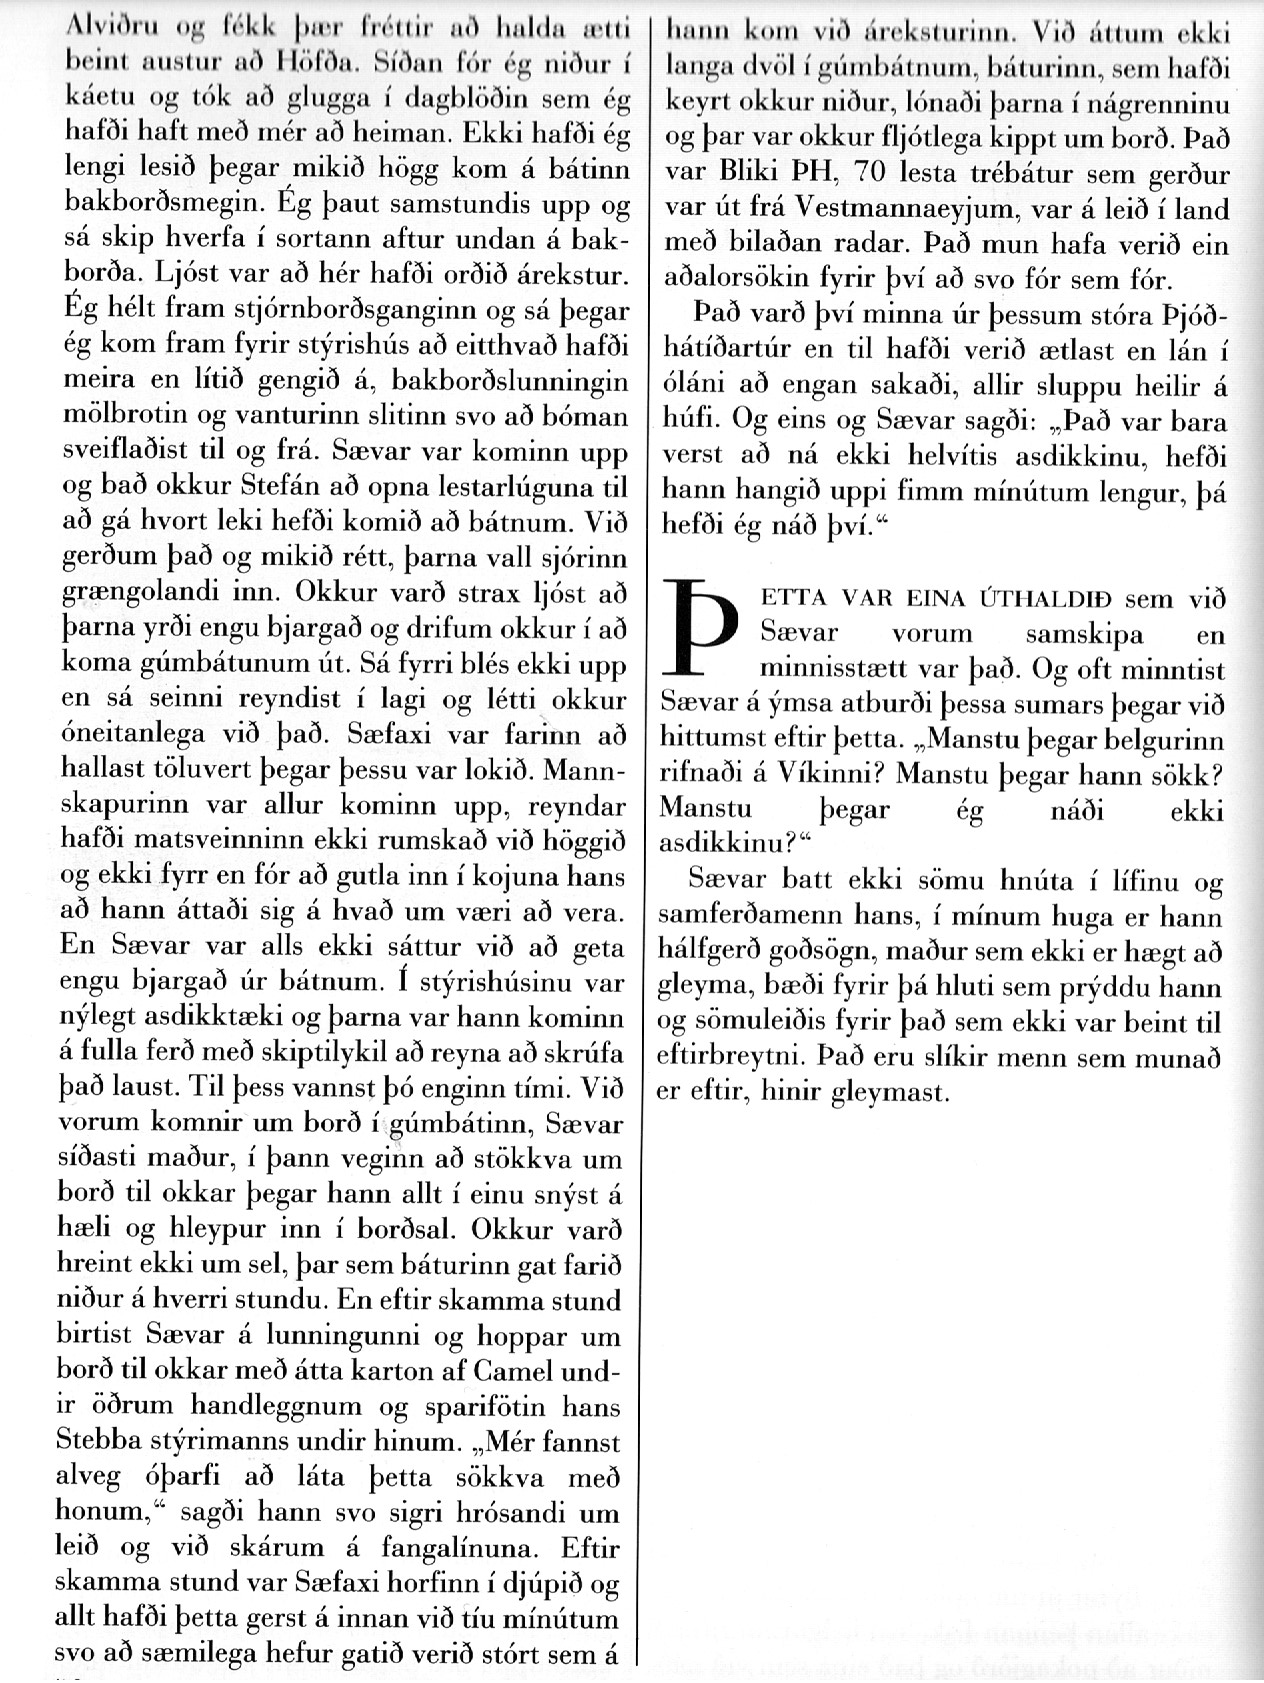 Alviðru og fékk þær fréttir að halda ætti
beint austur að Höfða. Síðan fór ég niður í
káetu og tók að glugga í dagblöðin sem ég
hafði haft með mér að heiman. Ekki hafði ég
lengi lesið þegar mikið högg kom á bátinn
bakborðsmegin. Ég þaut samstundis upp og
sá skip hverfa í sortann aftur undan á bak-
borða. Ljóst var að hér hafði orðið árekstur.
Ég hélt fram stjórnborðsganginn og sá þegar
ég kom fram fyrir stýrishús að eitthvað hafði
meira en lítið gengið á, bakborðslunningin
mölbrotin og vanturinn slitinn svo að bóman
sveiflaðist til og frá. Sævar var kominn upp
og bað okkur Stefán að opna lestarlúguna til
að gá hvort leki hefði komið að bátnum. Við
gerðum það og mikið rétt, þarna vall sjórinn
grængolandi inn. Okkur varð strax ljóst að
þarna yrði engu bjargað og drifum okkur í að
koma gúmbátunum út. Sá fyrri blés ekki upp
en sá seinni reyndist í lagi og létti okkur
óneitanlega við það. Sæfaxi var farinn að
hallast töluvert þegar þessu var lokið. Mann-
skapurinn var allur kominn upp, reyndar
hafði matsveinninn ekki rumskað við höggið
og ekki fyrr en fór að gutla inn í kojuna hans
að hann áttaði sig á hvað um væri að vera.
En Sævar var alls ekki sáttur við að geta
engu bjargað úr bátnum. Í stýrishúsinu var
nýlegt asdikktæki og þarna var hann kominn
á fulla ferð með skiptilykil að reyna að skrúfa
það laust. Til þess vannst þó enginn tími. Við
vorum komnir um borð í gúmbátinn, Sævar
síðasti maður, í þann veginn að stökkva um
borð til okkar þegar hann allt í einu snýst á
hæli og hleypur inn í borðsal. Okkur varð
hreint ekki um sel, þar sem báturinn gat farið
niður á hverri stundu. En eftir skamma stund
birtist Sævar á lunningunni og hoppar um
borð til okkar með átta karton af Camel und-
ir öðrum handleggnum og sparifötin hans
Stebba stýrimanns undir hinum. „Mér fannst
alveg óþarfi að láta þetta sökkva með
honum,“ sagði hann svo sigri hrósandi um
leið og við skárum á fangalínuna. Eftir
skamma stund var Sæfaxi horfinn í djúpið og
allt hafði þetta gerst á innan við tíu mínútum
svo að sæmilega hefur gatið verið stórt sem á
hann kom við áreksturinn. Við áttum ekki
langa dvöl í gúmbátnum, báturinn, sem hafði
keyrt okkur niður, lónaði þarna í nágrenninu
og þar var okkur fljótlega kippt um borð. Það
var Bliki ÞH, 70 lesta trébátur sem gerður
var út frá Vestmannaeyjum, var á leið í land
með bilaðan radar. Það mun hafa verið ein
aðalorsökin fyrir því að svo fór sem fór.
Það varð því minna úr þessum stóra Þjóð-
hátíðartúr en til hafði verið ætlast en lán í
óláni að engan sakaði, allir sluppu heilir á
húfi. Og eins og Sævar sagði: „Það var bara
verst að ná ekki helvítis asdikkinu, hefði
hann hangið uppi fimm mínútum lengur, þá
hefði ég náð því.“
ÞETTA VAR EINA ÚTHALDIÐ sem við
Sævar vorum samskipa en
minnisstætt var það. Og oft minntist
Sævar á ýmsa atburði þessa sumars þegar við
hittumst eftir þetta. „Manstu þegar belgurinn
rifnaði á Víkinni? Manstu þegar hann sökk?
Manstu þegar ég náði ekki
asdikkinu?“
Sævar batt ekki sömu hnúta í lífinu og
samferðamenn hans, í mínum huga er hann
hálfgerð goðsögn, maður sem ekki er hægt að
gleyma, bæði fyrir þá hluti sem prýddu hann
og sömuleiðis fyrir það sem ekki var beint til
eftirbreytni. Það eru slíkir menn sem munað
er eftir, hinir gleymast.